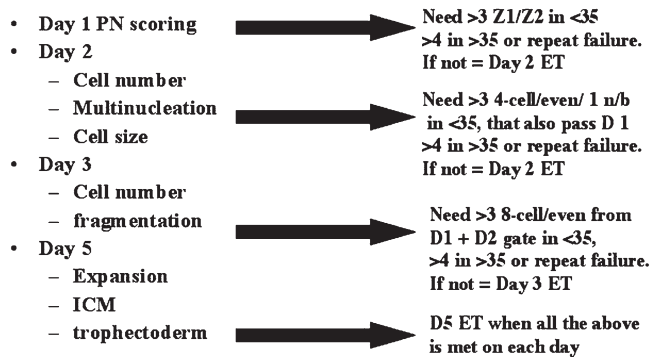 • Day 1 PN scoring
• Day 2
– Cell number
– Multinucleation
– Cell size
• Day 3
– Cell number
– fragmentation
• Day 5
– Expansion
– ICM
– trophectoderm
Need >3 Z1/Z2 in <35
>4 in >35 or repeat failure.
If not = Day 2 ET
Need >3 4-cell/even/ 1 n/b
in <35, that also pass D 1
>4 in >35 or repeat failure.
If not = Day 2 ET
Need >3 8-cell/even from
D1 + D2 gate in <35,
>4 in >35 or repeat failure.
If not = Day 3 ET
D5 ET when all the above
is met on each day